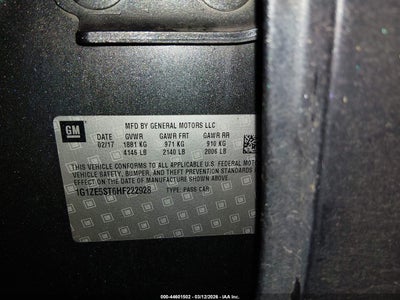 GM
MFD BY GENERAL MOTORS LLC
DATE GVWR GAWR FRT GAWR RR
02/17 1881 KG 971 KG 910 KG
4146 LB 2140 LB 2006 LB
THIS VEHICLE CONFORMS TO ALL APPLICABLE U.S. FEDERAL MOTOR
VEHICLE SAFETY, BUMPER, AND THEFT PREVENTION STANDARDS
EFFECT ON THE DATE OF MANUFACTURE SHOWN ABOVE.
1G1ZE5ST6HF222928 TYPE: PASS CAR
000-44601502 - 03/12/2026 - IAA Inc.